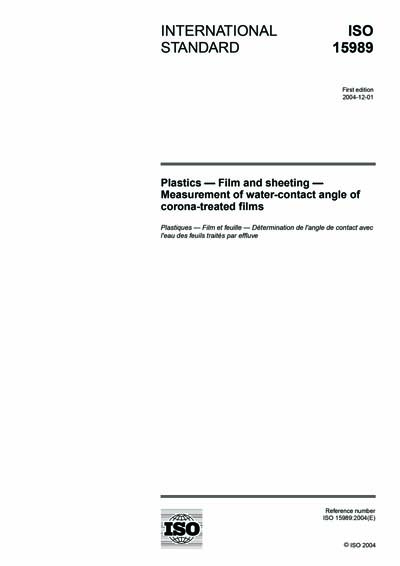 INTERNATIONAL
STANDARD
ISO
15989
First edition
2004-12-01
Plastics — Film and sheeting —
Measurement of water-contact angle of
corona-treated films
Plastiques — Film et feuille — Détermination de l'angle de contact avec
l'eau des feuils traités par effluve
ISO
Reference number
ISO 15989:2004(E)
© ISO 2004